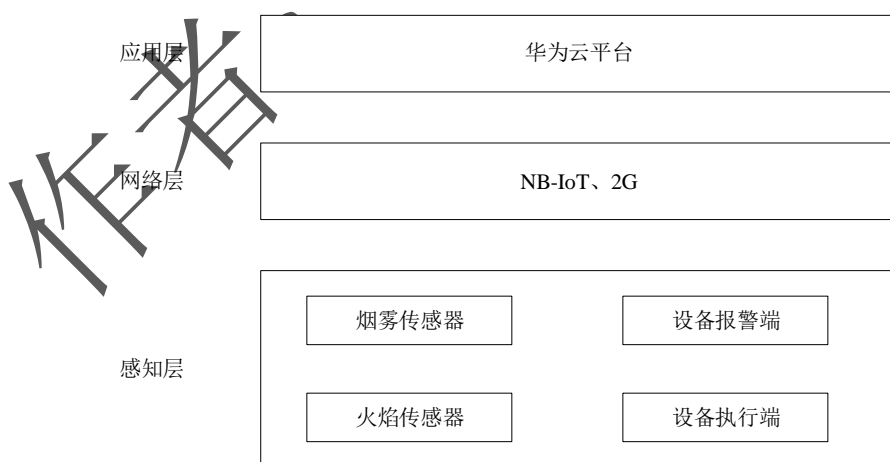 应用层 华为云平台
网络层 NB-IoT、2G
感知层
烟雾传感器 设备报警端
火焰传感器 设备执行端
作者